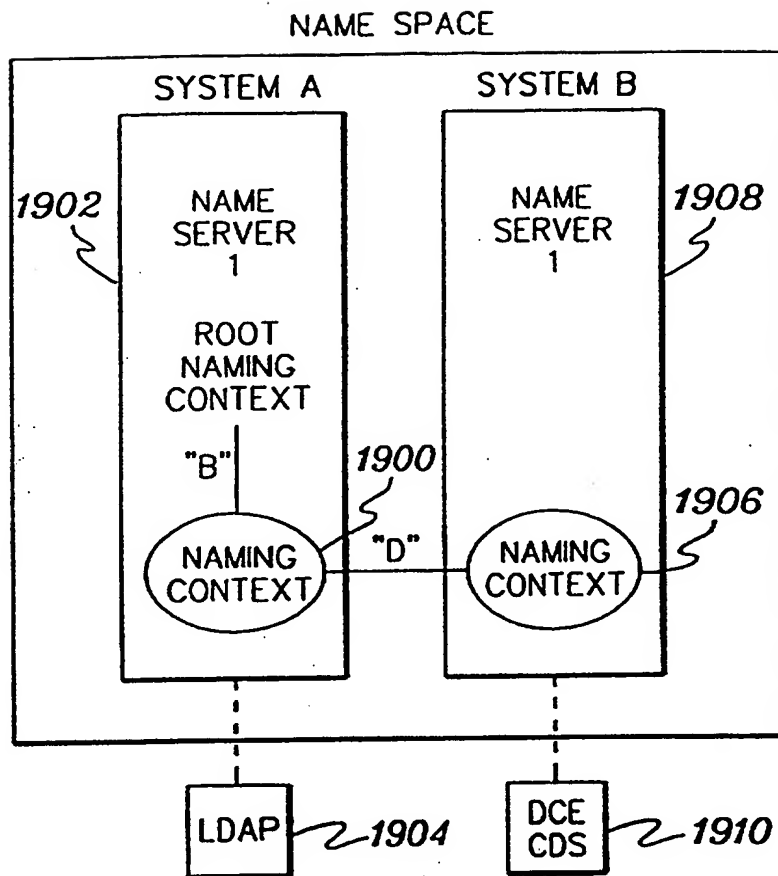 NAME SPACE
SYSTEM A
SYSTEM B
1902
NAME
SERVER
1
NAME
SERVER
1
1908
ROOT
NAMING
CONTEXT
"B"
1900
1906
NAMING
CONTEXT
"D"
NAMING
CONTEXT
LDAP
1904
DCE
CDS
1910